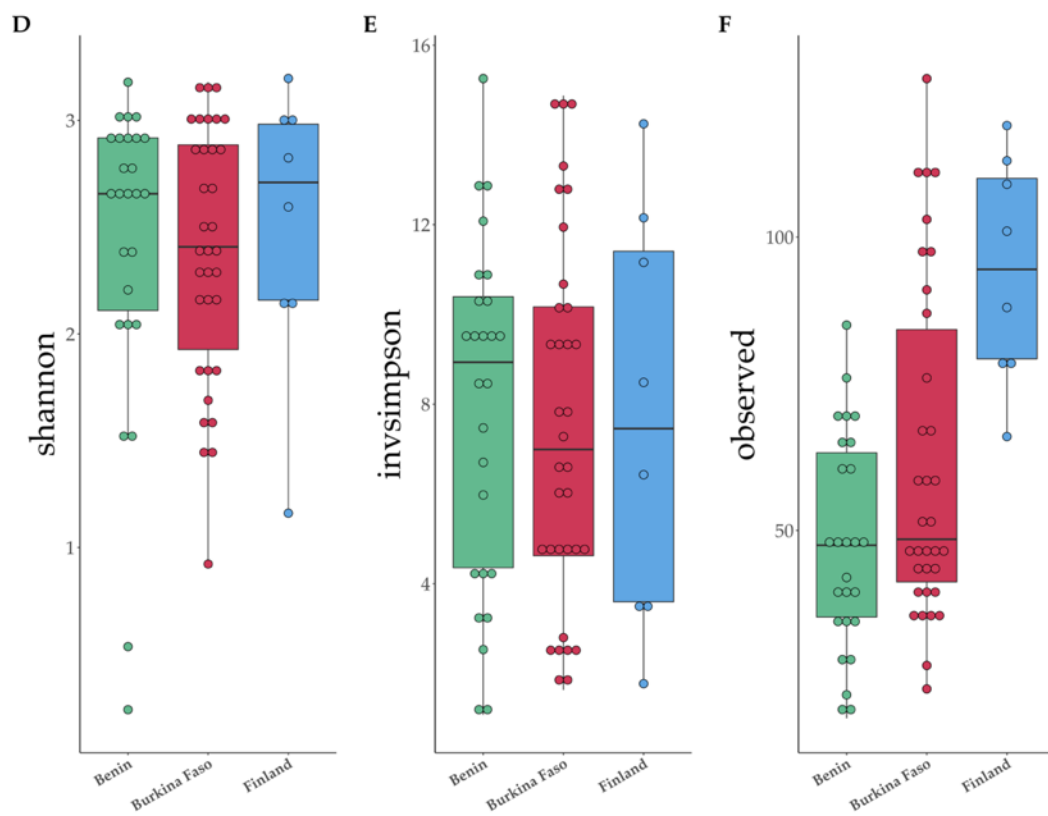 D
shannon
3
2
1
Benin
Burkina Faso
Finland
E
invsimpson
16
12
8
4
Benin
Burkina Faso
Finland
F
observed
100
50
Benin
Burkina Faso
Finland